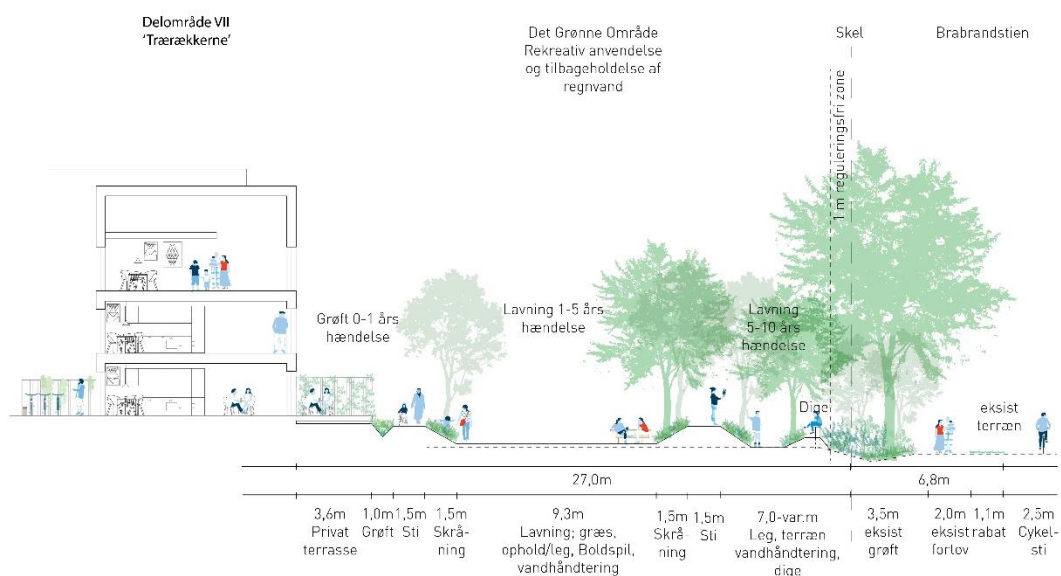 Delområde VII
'Trærækkerne'
Det Grønne Område
Rekreativ anvendelse
og tilbageholdelse af
regnvand
Skel
Brabrandstien
1 m reguleringsfri zone
Grøft 0-1 års
hændelse
Lavning 1-5 års
hændelse
Lavning
5-10 års
hændelse
Dige
eksist
terræn
27,0m
6,8m
3,6m
Privat
terrasse
1,0m
Grøft
1,5m
Sti
1,5m
Skrå-
ning
9,3m
Lavning; græs,
ophold/leg, Boldspil,
vandhåndtering
1,5m
Skrå-
ning
1,5m
Sti
7,0-var.m
Leg, terræn
vandhåndtering,
dige
3,5m
eksist
grøft
2,0m
eksist
fortov
1,1m
rabat
2,5m
Cykel-
sti